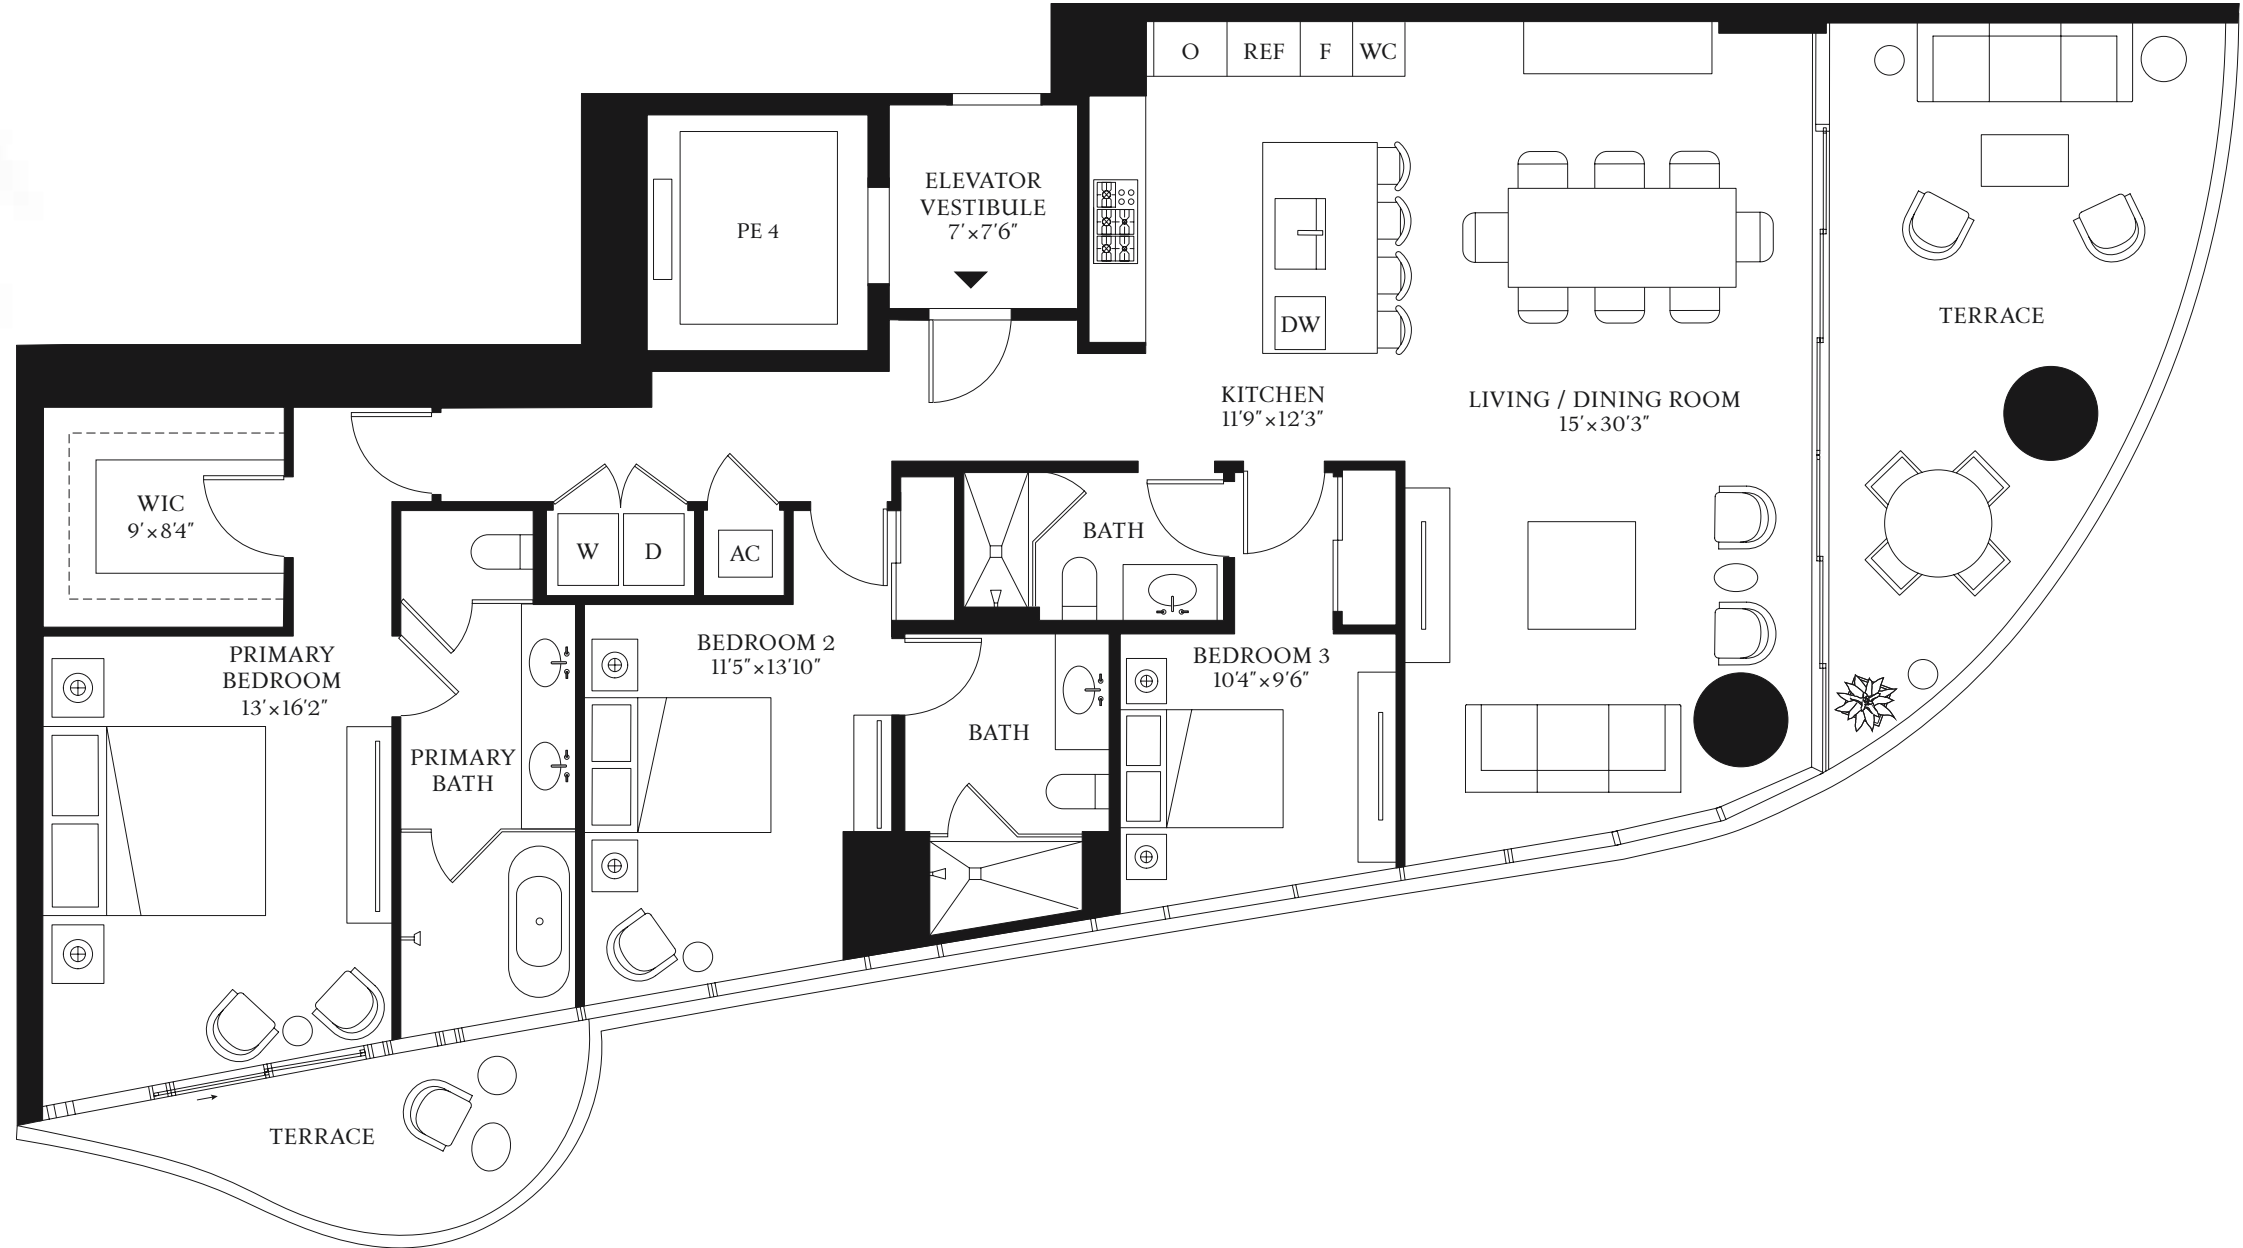 O
REF
F
WC
ELEVATOR
VESTIBULE
7'×7'6"
PE 4
DW
TERRACE
KITCHEN
11'9"×12'3"
LIVING / DINING ROOM
15'×30'3"
WIC
9'×8'4"
W
D
AC
BATH
PRIMARY
BEDROOM
13'×16'2"
BEDROOM 2
11'5"×13'10"
BEDROOM 3
10'4"×9'6"
BATH
PRIMARY
BATH
TERRACE